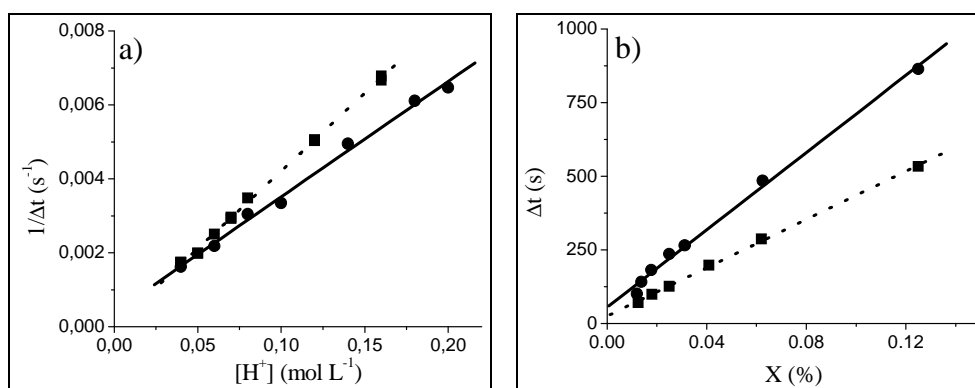 a)
0,008
0,006
0,004
0,002
0,000
1/Δt (s⁻¹)
0,00 0,05 0,10 0,15 0,20
[H⁺] (mol L⁻¹)
b)
1000
750
500
250
0
Δt (s)
0.00 0.04 0.08 0.12
X (%)